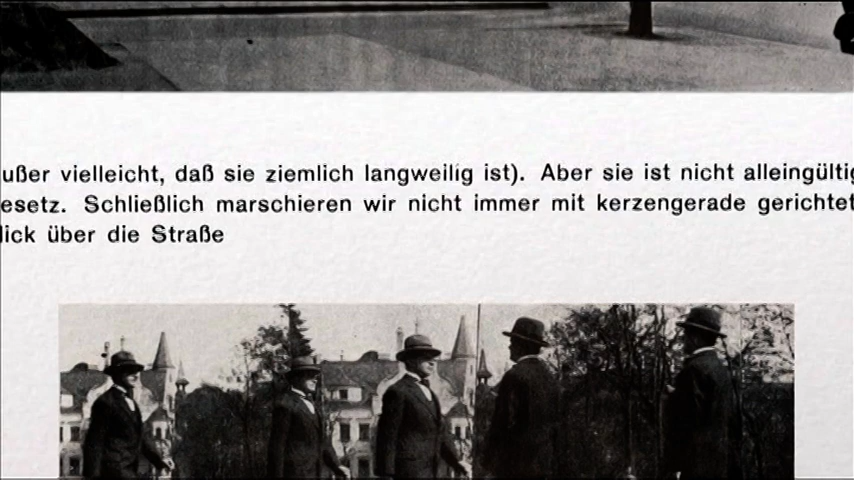 ußer vielleicht, daß sie ziemlich langweilig ist). Aber sie ist nicht alleingültig
esetz. Schließlich marschieren wir nicht immer mit kerzengerade gerichtet
lick über die Straße